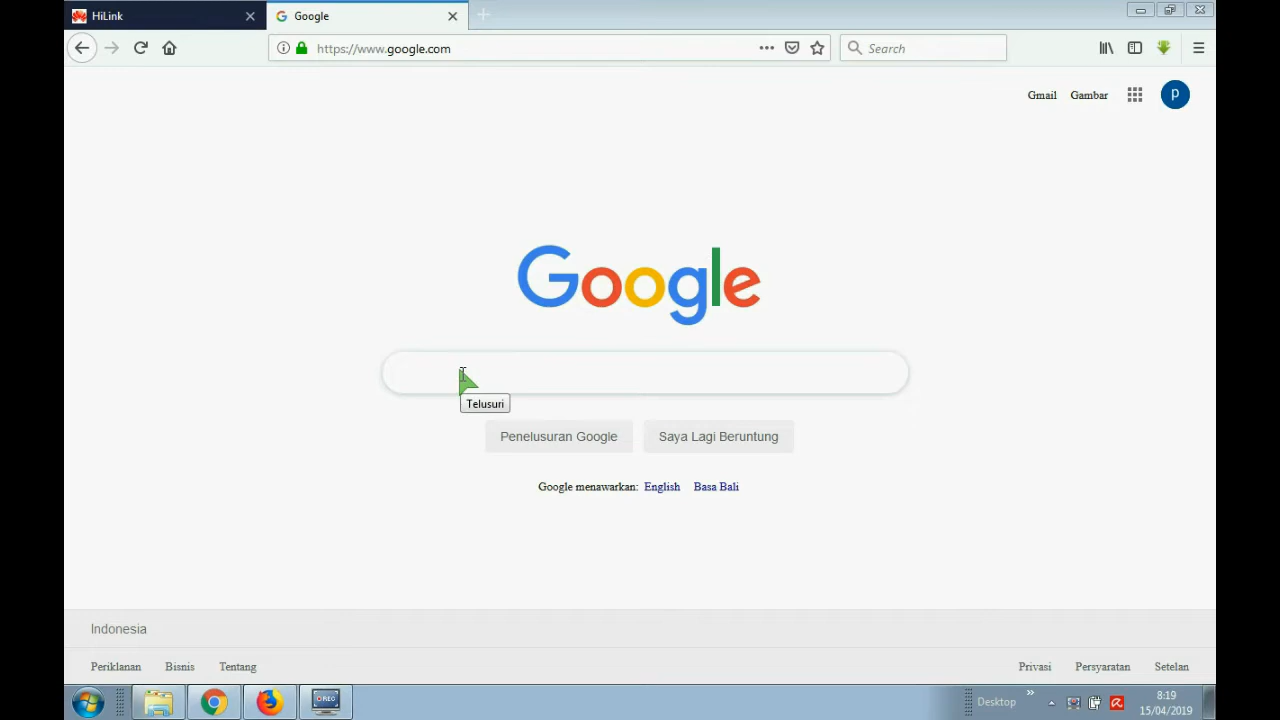 HiLink
Google
https://www.google.com
Search
Gmail
Gambar
p
Google
Telusuri
Penelusuran Google
Saya Lagi Beruntung
Google menawarkan: English Basa Bali
Indonesia
Periklanan
Bisnis
Tentang
Privasi
Persyaratan
Setelan
Desktop
8:19
15/04/2019